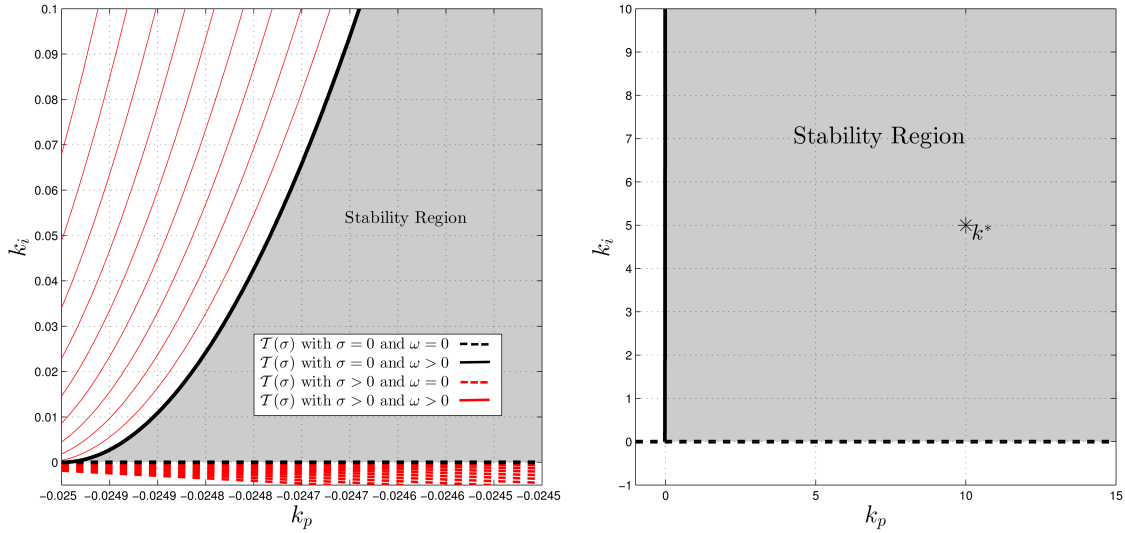 0.1
0.09
0.08
0.07
0.06
0.05
0.04
0.03
0.02
0.01
0
k_i
Stability Region
𝒯(σ) with σ = 0 and ω = 0
𝒯(σ) with σ = 0 and ω > 0
𝒯(σ) with σ > 0 and ω = 0
𝒯(σ) with σ > 0 and ω > 0
−0.025 −0.0249 −0.0249 −0.0248 −0.0248 −0.0247 −0.0247 −0.0246 −0.0246 −0.0245 −0.0245
k_p
10
9
8
7
6
5
4
3
2
1
0
−1
k_i
Stability Region
k*
0 5 10 15
k_p